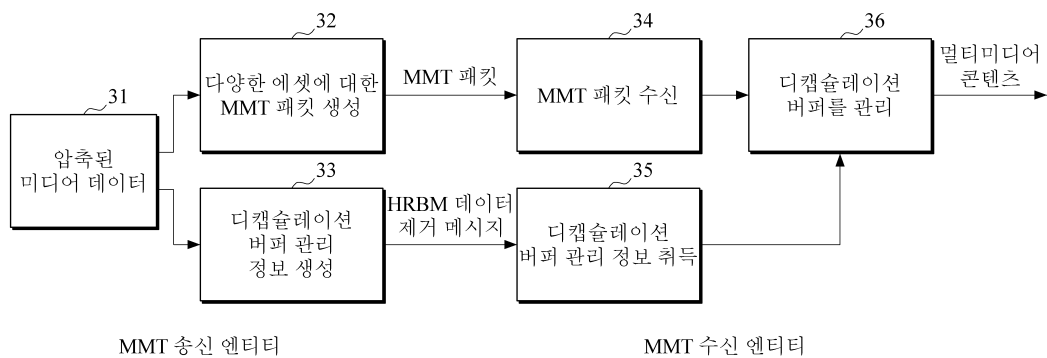 31
압축된
미디어 데이터
32
다양한 에셋에 대한
MMT 패킷 생성
MMT 패킷
34
MMT 패킷 수신
36
디캡슐레이션
버퍼를 관리
멀티미디어
콘텐츠
33
디캡슐레이션
버퍼 관리
정보 생성
HRBM 데이터
제거 메시지
35
디캡슐레이션
버퍼 관리 정보 취득
MMT 송신 엔티티
MMT 수신 엔티티